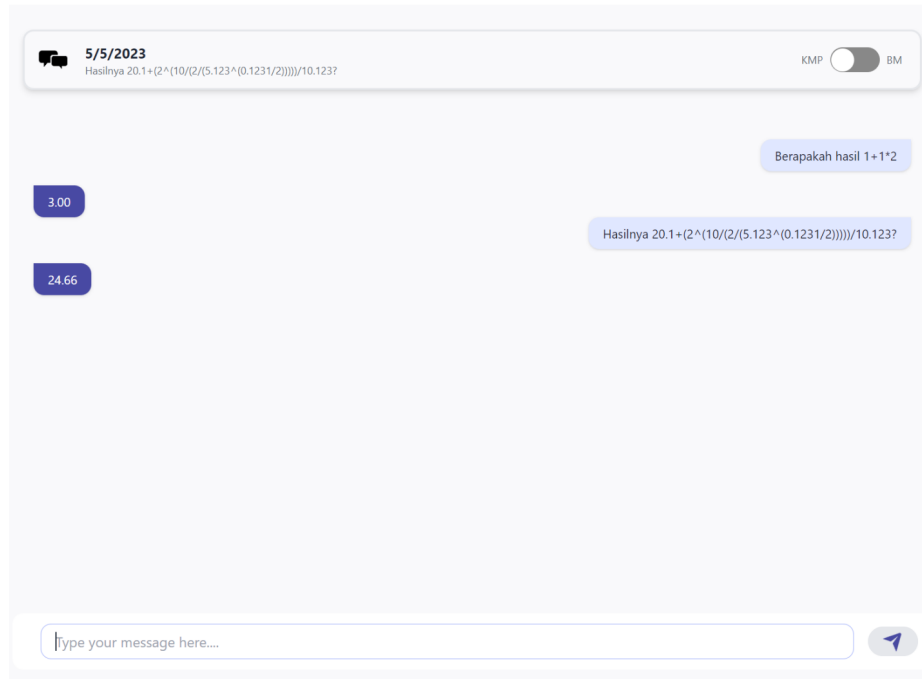 5/5/2023
Hasilnya 20.1+(2^(10/(2/(5.123^(0.1231/2)))))/10.123?
KMP BM
Berapakah hasil 1+1*2
3.00
Hasilnya 20.1+(2^(10/(2/(5.123^(0.1231/2)))))/10.123?
24.66
Type your message here....